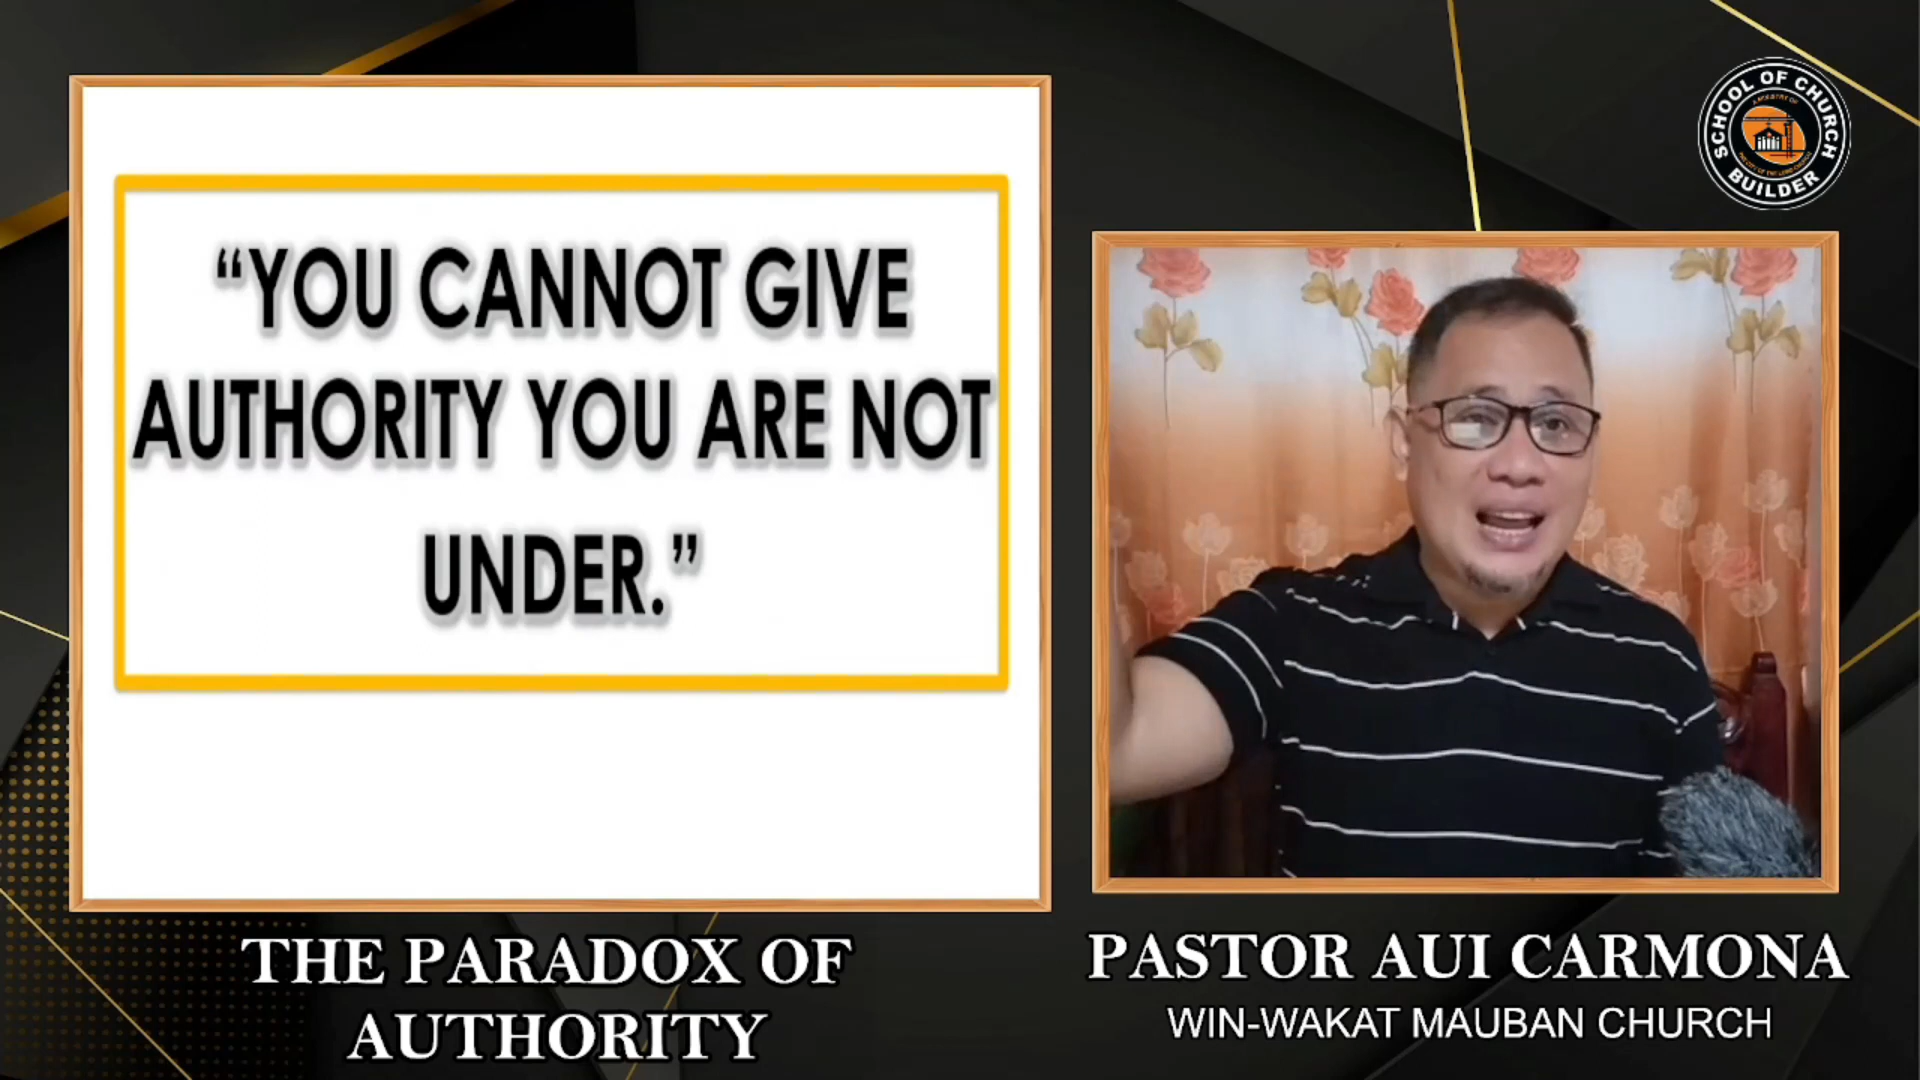 “YOU CANNOT GIVE
AUTHORITY YOU ARE NOT
UNDER.”
THE PARADOX OF
AUTHORITY
SCHOOL OF CHURCH
BUILDER
PASTOR AUI CARMONA
WIN-WAKAT MAUBAN CHURCH